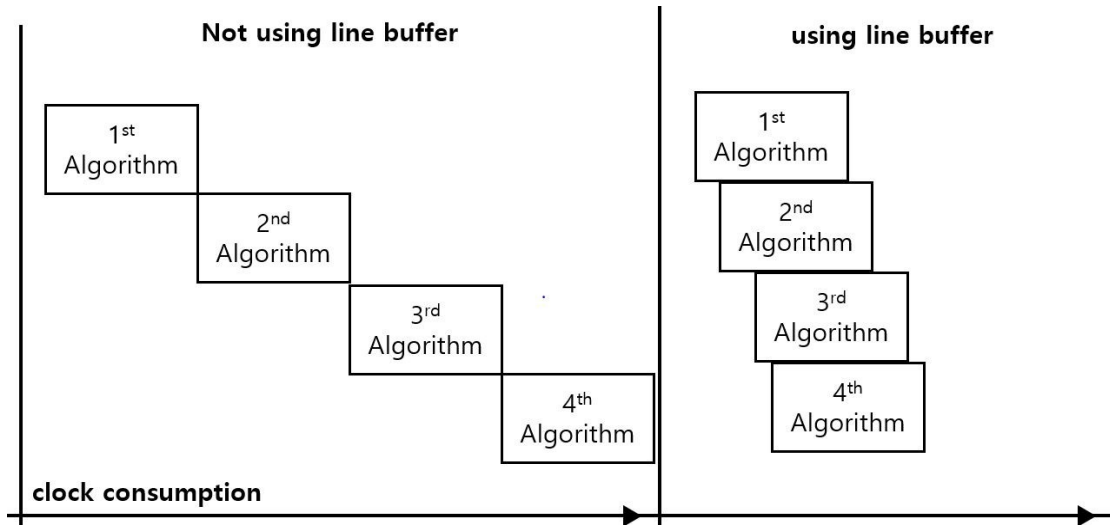 Not using line buffer
using line buffer
1st
Algorithm
2nd
Algorithm
3rd
Algorithm
4th
Algorithm
1st
Algorithm
2nd
Algorithm
3rd
Algorithm
4th
Algorithm
clock consumption